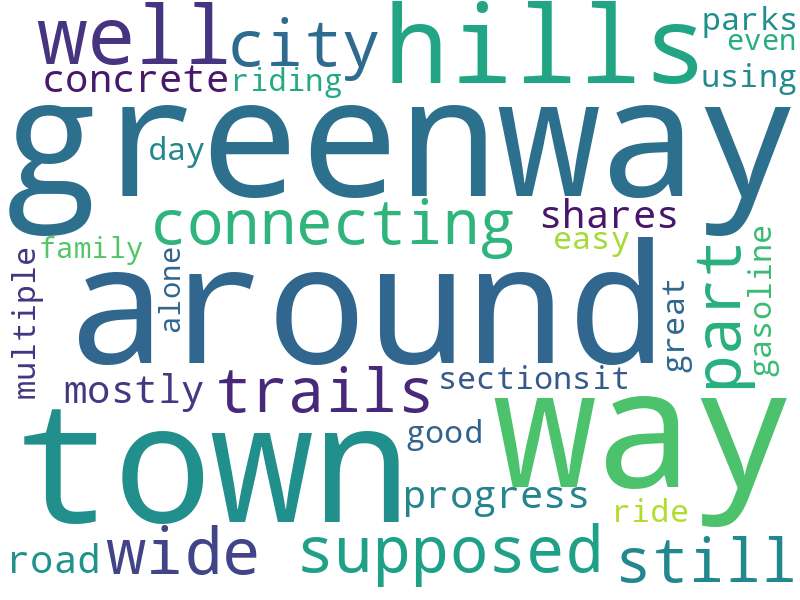 well city hills parks
even
concrete riding using
greenway
day
connecting shares
easy
family
multiple
alone
around
great
part
gasoline
mostly trails sectionsit
town
good
way
progress
ride
road wide supposed still